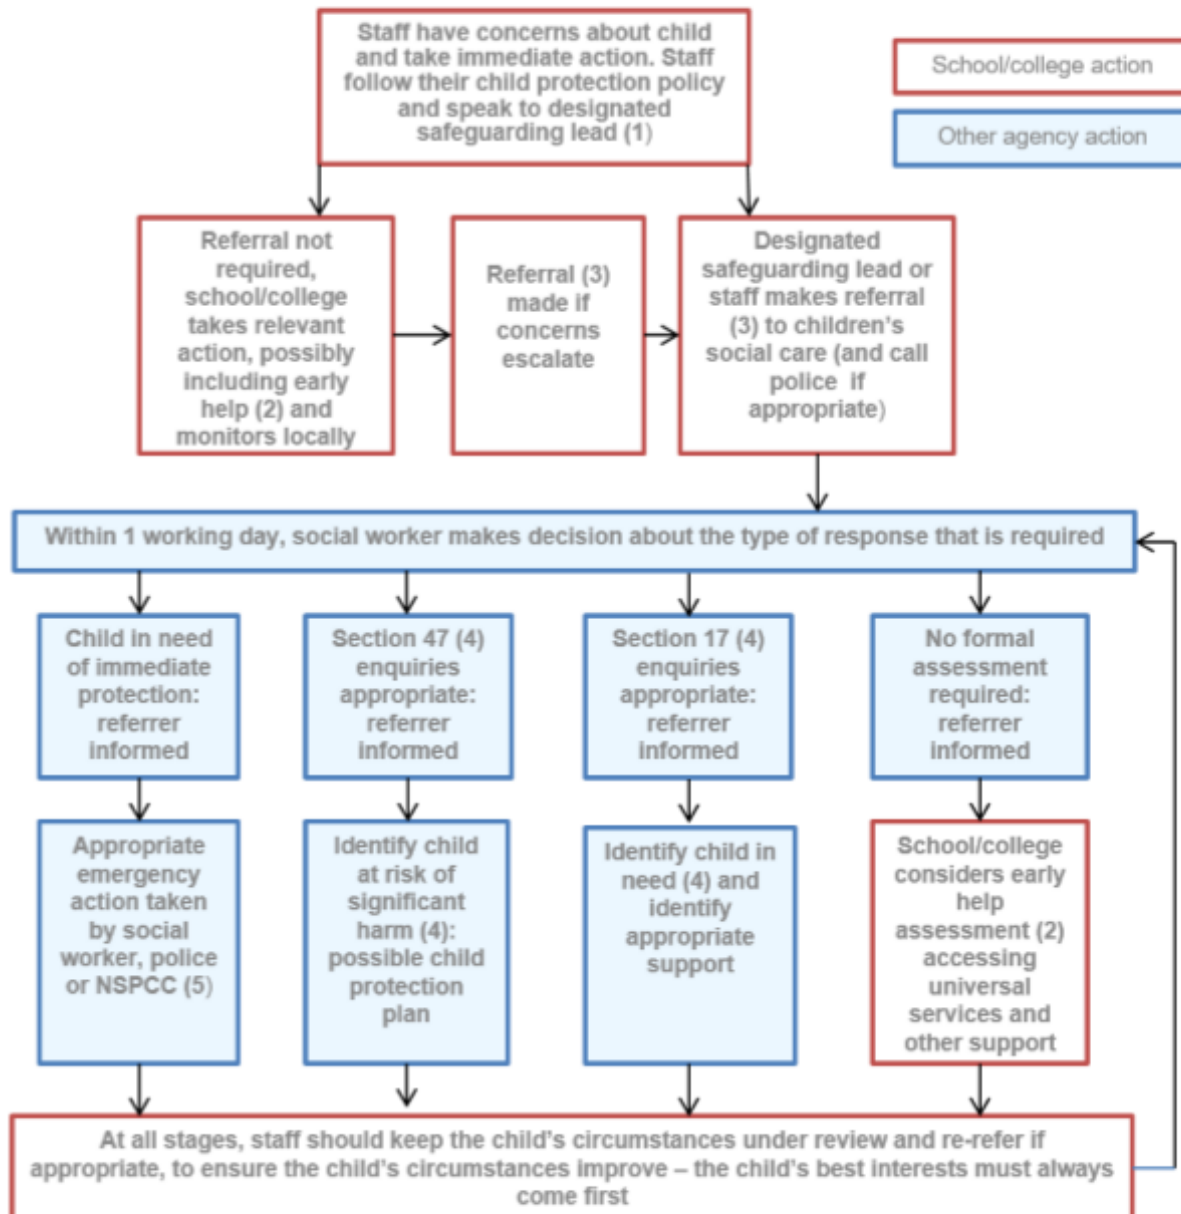 Staff have concerns about child
and take immediate action. Staff
follow their child protection policy
and speak to designated
safeguarding lead (1)
School/college action
Other agency action
Referral not
required,
school/college
takes relevant
action, possibly
including early
help (2) and
monitors locally
Referral (3)
made if
concerns
escalate
Designated
safeguarding lead or
staff makes referral
(3) to children’s
social care (and call
police if
appropriate)
Within 1 working day, social worker makes decision about the type of response that is required
Child in need
of immediate
protection:
referrer
informed
Section 47 (4)
enquiries
appropriate:
referrer
informed
Section 17 (4)
enquiries
appropriate:
referrer
informed
No formal
assessment
required:
referrer
informed
Appropriate
emergency
action taken
by social
worker, police
or NSPCC (5)
Identify child
at risk of
significant
harm (4):
possible child
protection
plan
Identify child in
need (4) and
identify
appropriate
support
School/college
considers early
help
assessment (2)
accessing
universal
services and
other support
At all stages, staff should keep the child’s circumstances under review and re-refer if
appropriate, to ensure the child’s circumstances improve – the child’s best interests must always
come first